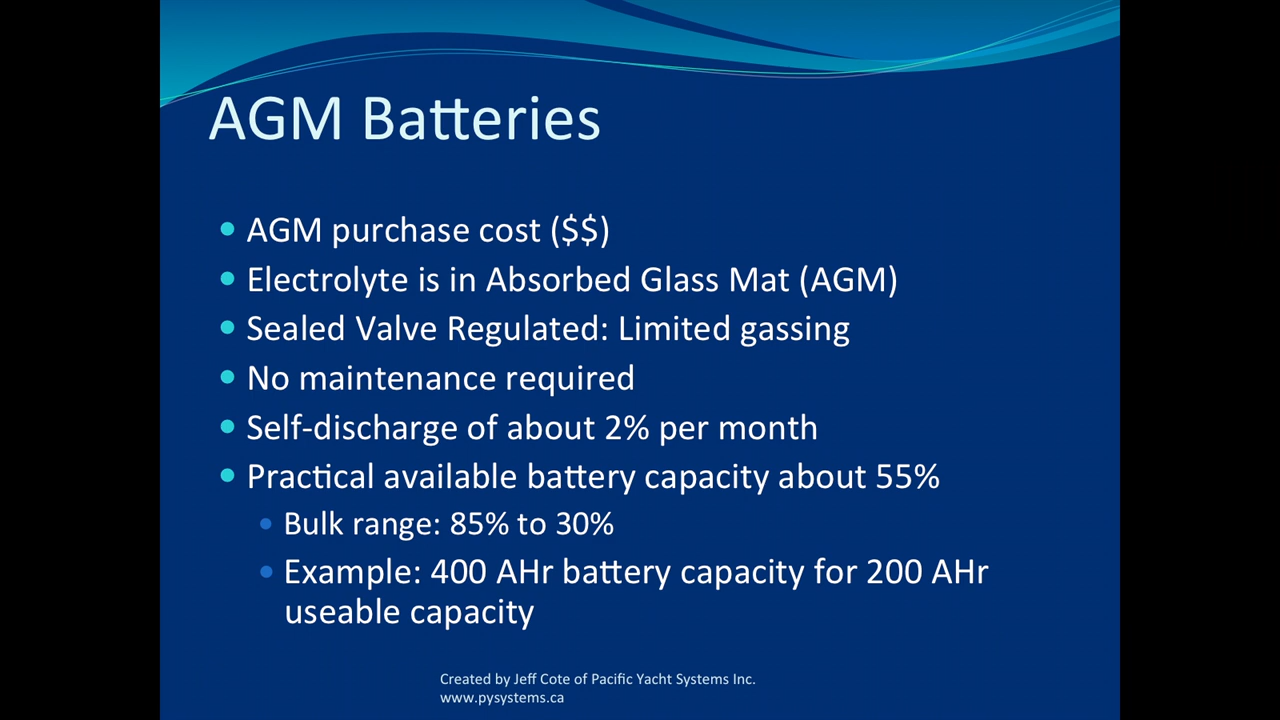 AGM Batteries
AGM purchase cost ($$)
Electrolyte is in Absorbed Glass Mat (AGM)
Sealed Valve Regulated: Limited gassing
No maintenance required
Self-discharge of about 2% per month
Practical available battery capacity about 55%
Bulk range: 85% to 30%
Example: 400 AHr battery capacity for 200 AHr
useable capacity
Created by Jeff Cote of Pacific Yacht Systems Inc.
www.pysystems.ca